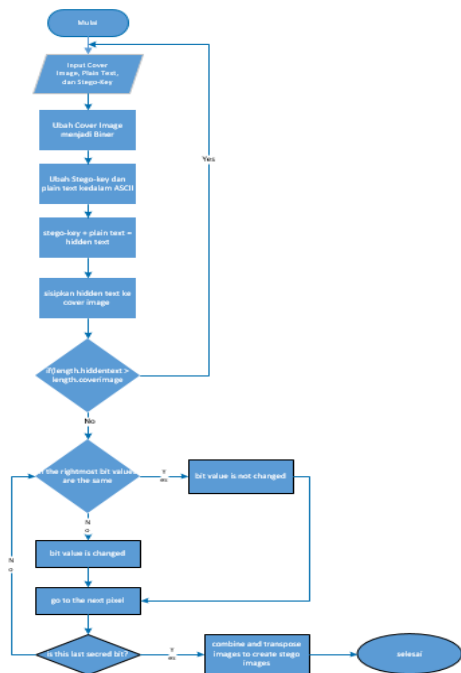 Mulai
Input Cover
Image, Plain Text,
dan Stego-Key
Ubah Cover Image
menjadi Biner
Yes
Ubah Stego-key dan
plain text kedalam ASCII
stego-key + plain text =
hidden text
sisipkan hidden text ke
cover image
if(length.hiddentext >
length.coverimage
No
the rightmost bit values
are the same
Y
es
bit value is not changed
N
o
N
o
bit value is changed
go to the next pixel
is this last secred bit?
Y
es
combine and transpose
images to create stego
images
selesai